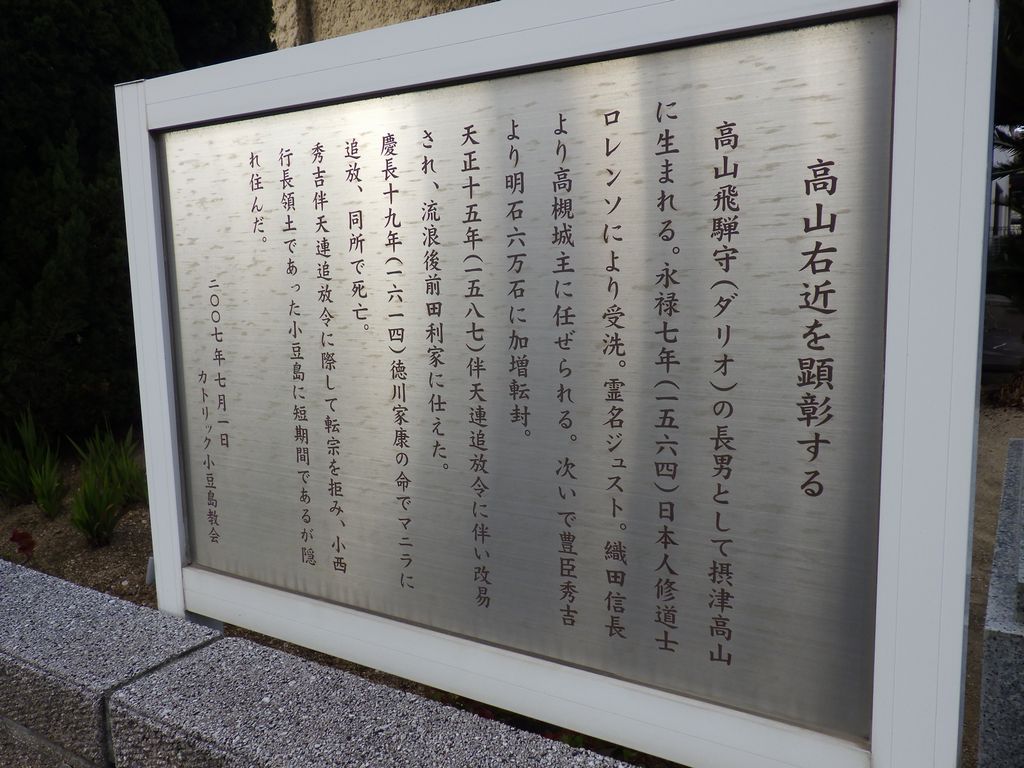 高山右近を顕彰する
高山飛騨守(ダリオ)の長男として摂津高山
に生まれる。永禄七年(一五六四)日本人修道士
ロレンソにより受洗。霊名ジュスト。織田信長
より高槻城主に任ぜられる。次いで豊臣秀吉
より明石六万石に加増転封。
天正十五年(一五八七)伴天連追放令に伴い改易
され、流浪後前田利家に仕えた。
慶長十九年(一六一四)徳川家康の命でマニラに
追放、同所で死亡。
秀吉伴天連追放令に際して転宗を拒み、小西
行長領土であった小豆島に短期間であるが隠
れ住んだ。
二〇〇七年七月一日
カトリック小豆島教会